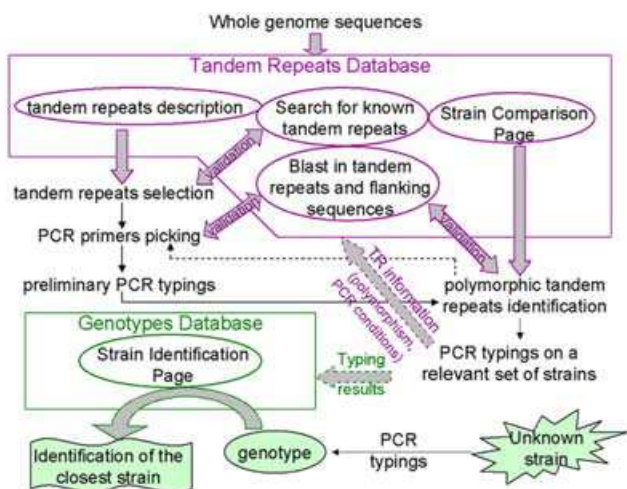 Whole genome sequences
Tandem Repeats Database
tandem repeats description
Search for known
tandem repeats
Strain Comparison
Page
validation
Blast in tandem
repeats and flanking
sequences
tandem repeats selection
validation
validation
PCR primers picking
preliminary PCR typings
TR information
(polymorphism,
PCR conditions)
polymorphic tandem
repeats identification
Genotypes Database
Strain Identification
Page
Typing
results
PCR typings on a
relevant set of strains
Identification of the
closest strain
genotype
PCR
typings
Unknown
strain